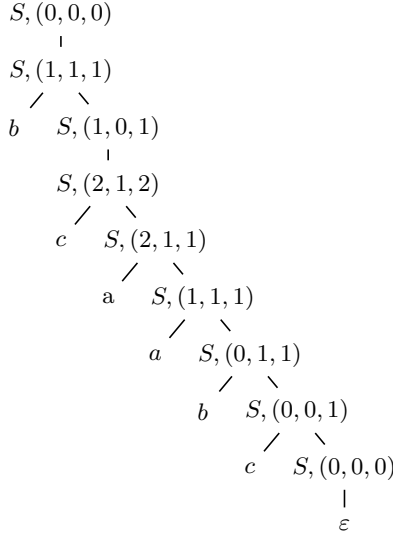 S, (0, 0, 0)
S, (1, 1, 1)
b S, (1, 0, 1)
S, (2, 1, 2)
c S, (2, 1, 1)
a S, (1, 1, 1)
a S, (0, 1, 1)
b S, (0, 0, 1)
c S, (0, 0, 0)
ε